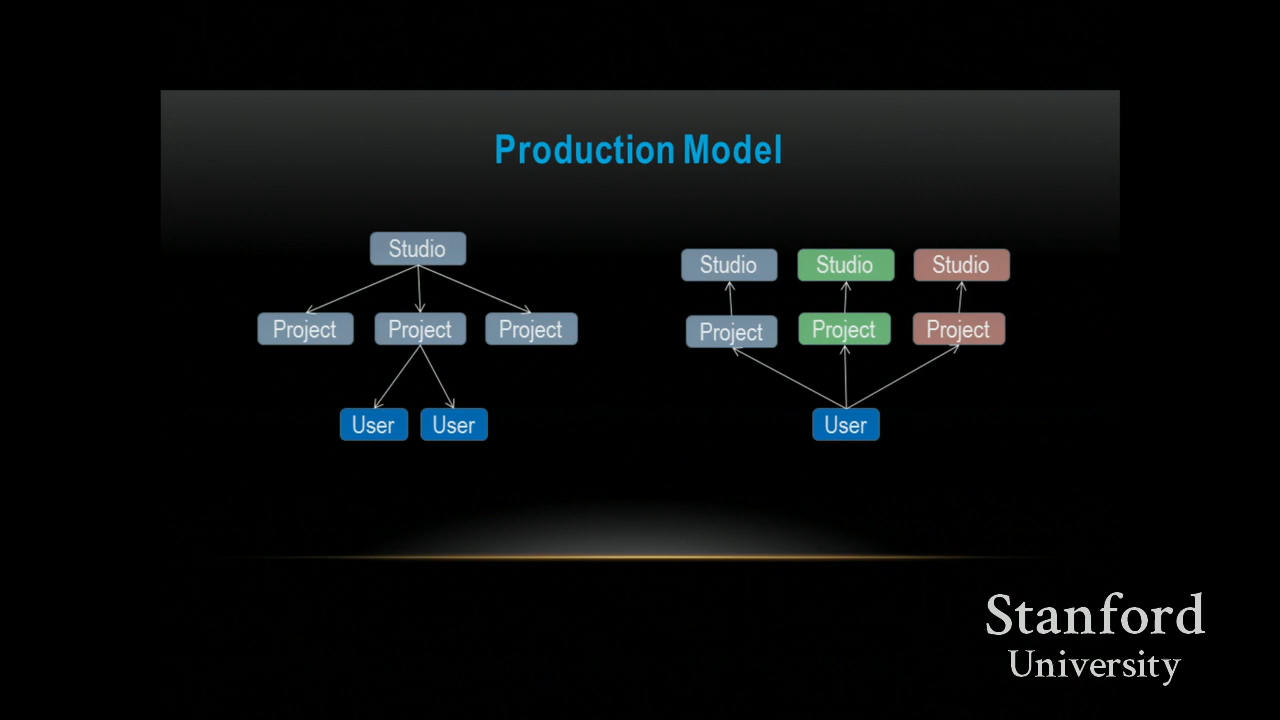 Production Model
Studio
Project Project Project
User User
Studio Studio Studio
Project Project Project
User
Stanford
University